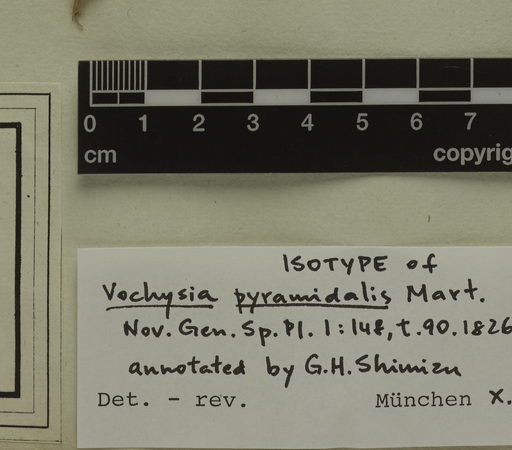 0 1 2 3 4 5 6 7
cm copyrig
ISOTYPE of
Vochysia pyramidalis Mart.
Nov. Gen. Sp. Pl. 1:148, t. 90. 1826
annotated by G.H. Shimizu
Det. - rev. München X.